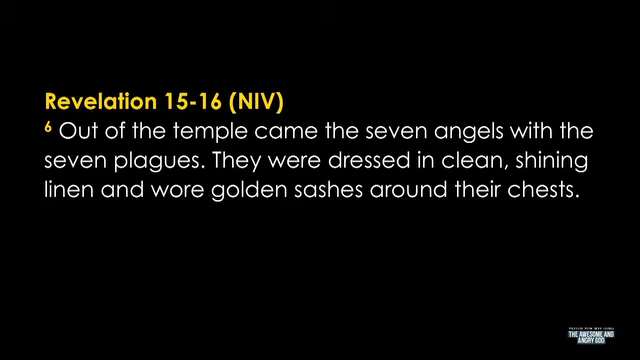 Revelation 15-16 (NIV)
6 Out of the temple came the seven angels with the
seven plagues. They were dressed in clean, shining
linen and wore golden sashes around their chests.
THE AWESOME AND
ANGRY GOD